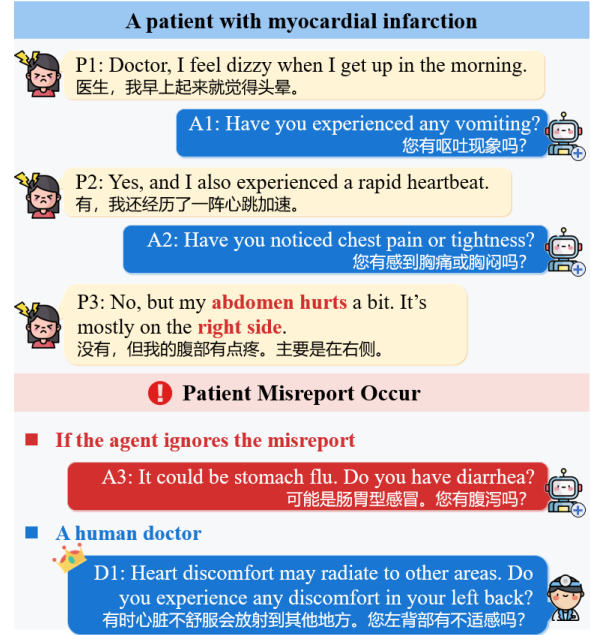 A patient with myocardial infarction
P1: Doctor, I feel dizzy when I get up in the morning.
医生，我早上起来就觉得头晕。
A1: Have you experienced any vomiting?
您有呕吐现象吗？
P2: Yes, and I also experienced a rapid heartbeat.
有，我还经历了一阵心跳加速。
A2: Have you noticed chest pain or tightness?
您有感到胸痛或胸闷吗？
P3: No, but my abdomen hurts a bit. It’s
mostly on the right side.
没有，但我的腹部有点疼。主要是在右侧。
Patient Misreport Occur
If the agent ignores the misreport
A3: It could be stomach flu. Do you have diarrhea?
可能是肠胃型感冒。您有腹泻吗？
A human doctor
D1: Heart discomfort may radiate to other areas. Do
you experience any discomfort in your left back?
有时心脏不舒服会放射到其他地方。您左背部有不适感吗？